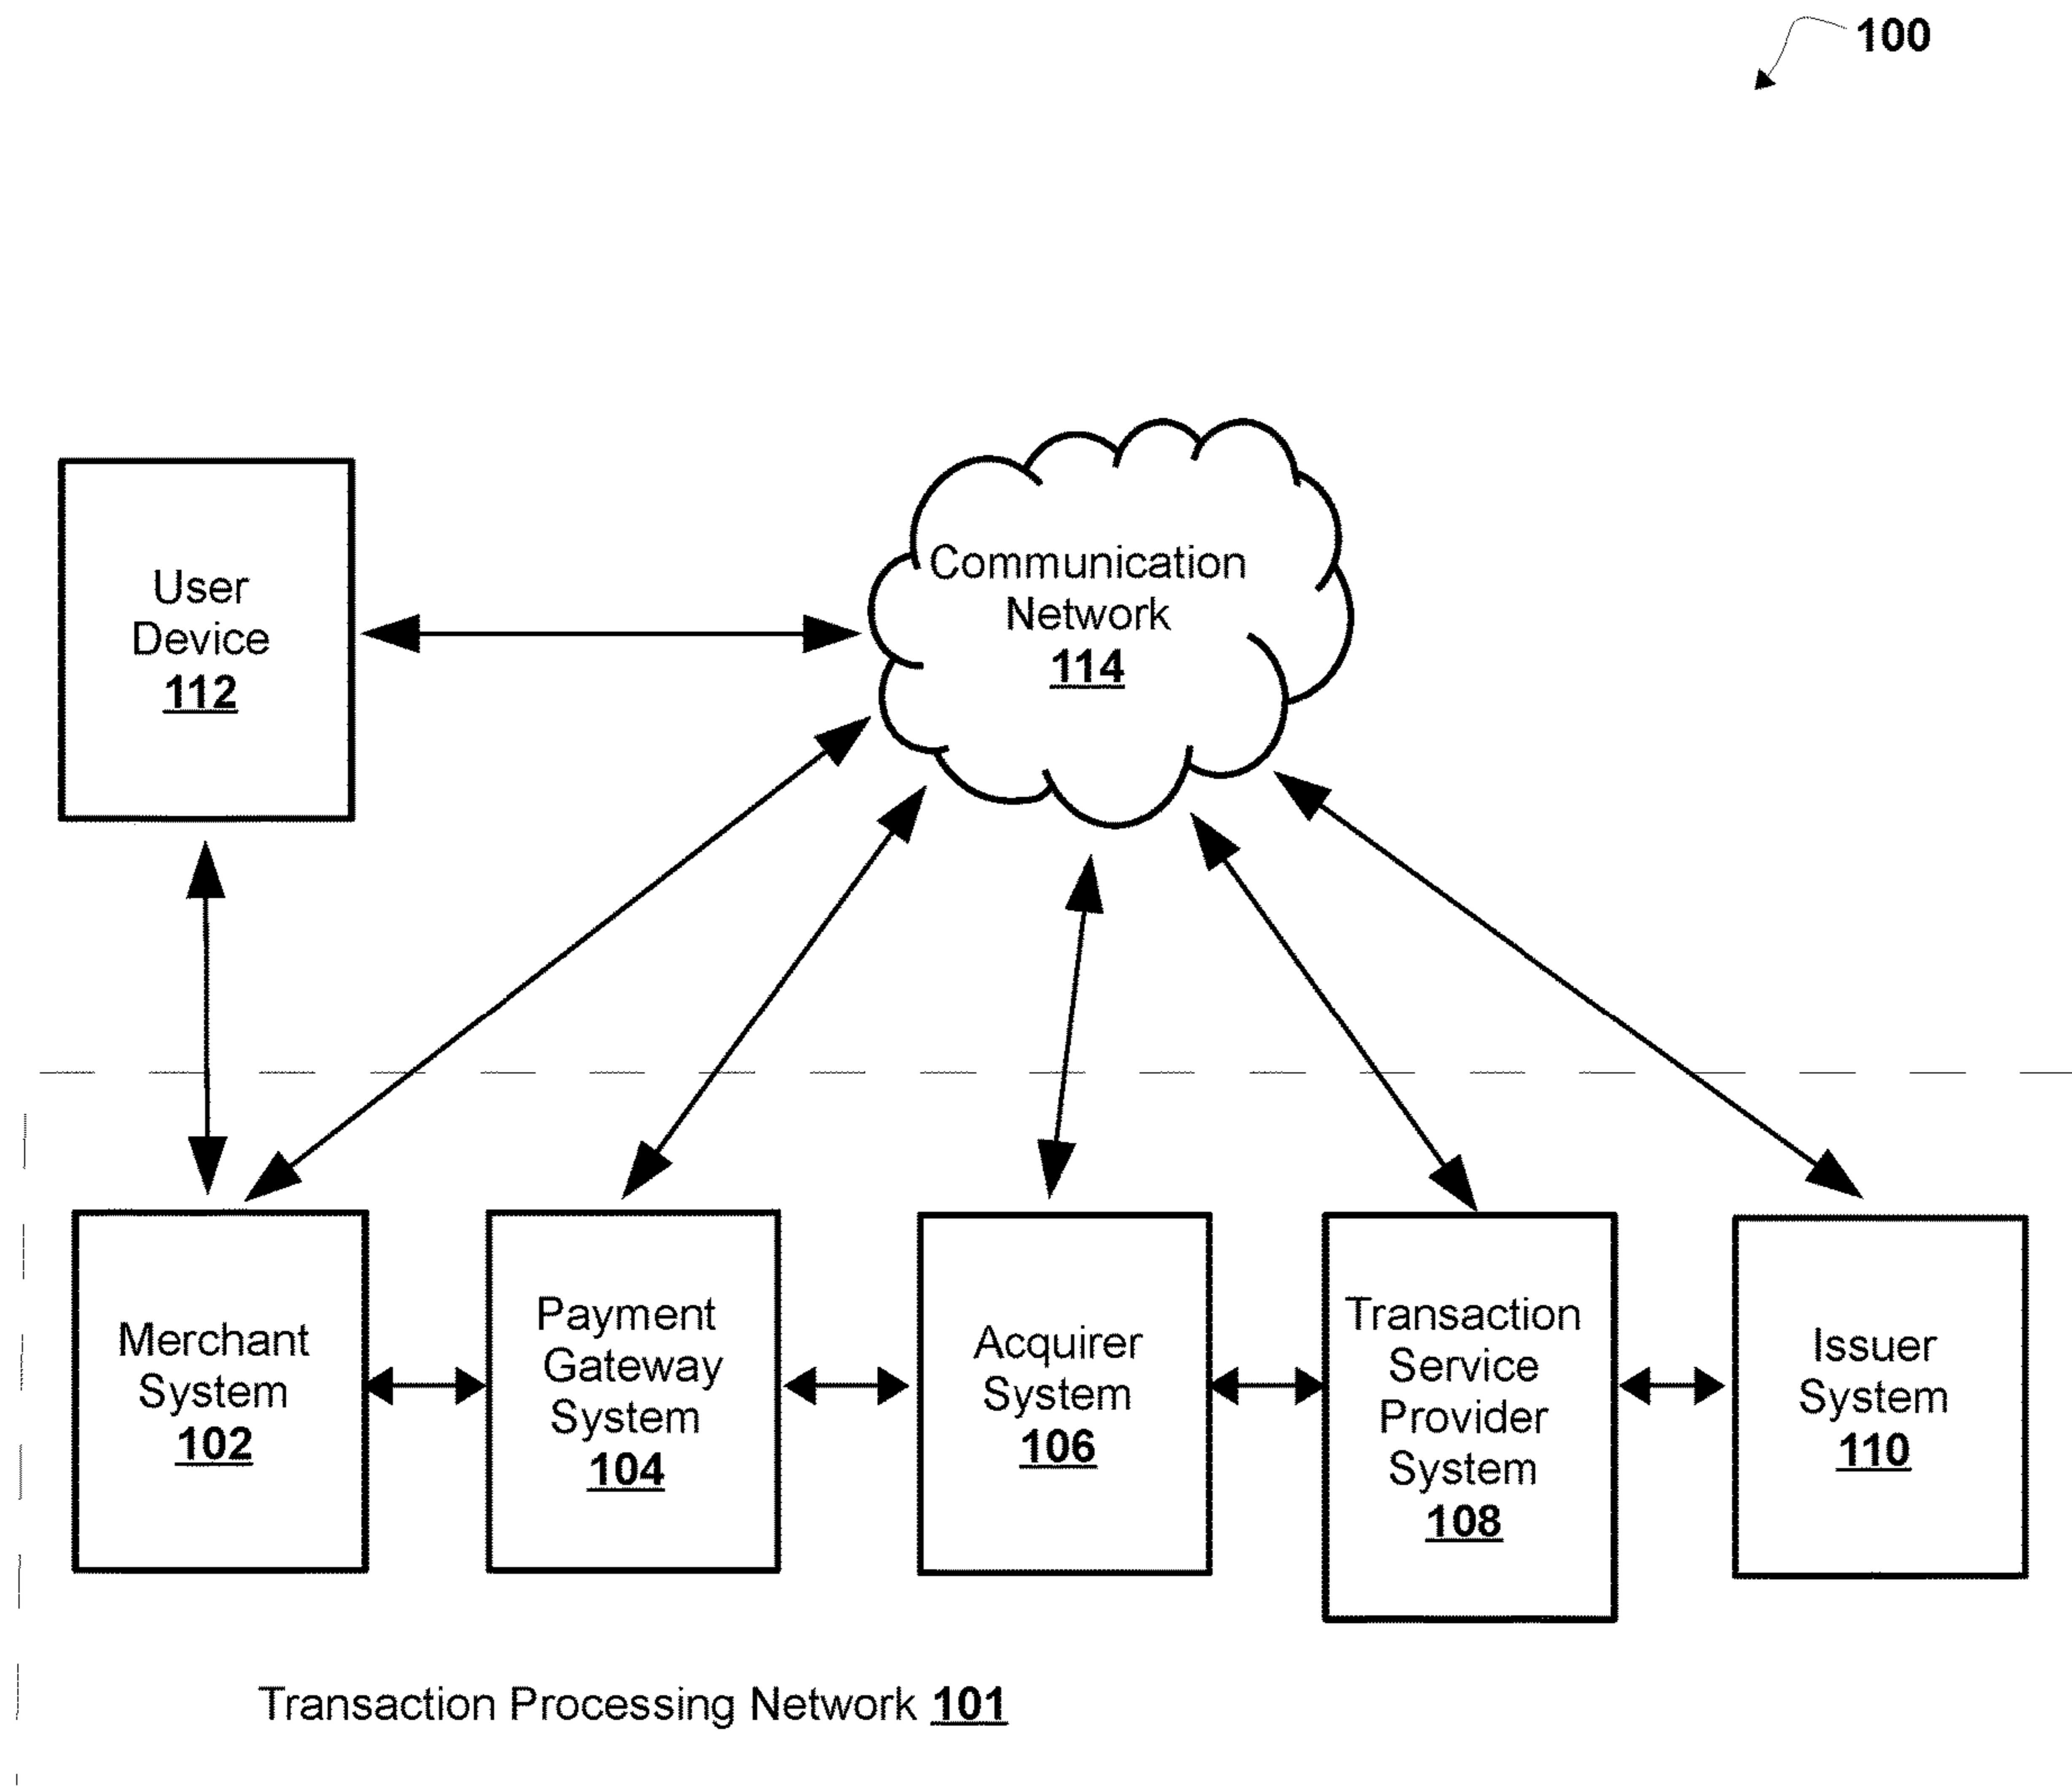 100
User
Device
112
Communication
Network
114
Merchant
System
102
Payment
Gateway
System
104
Acquirer
System
106
Transaction
Service
Provider
System
108
Issuer
System
110
Transaction Processing Network 101